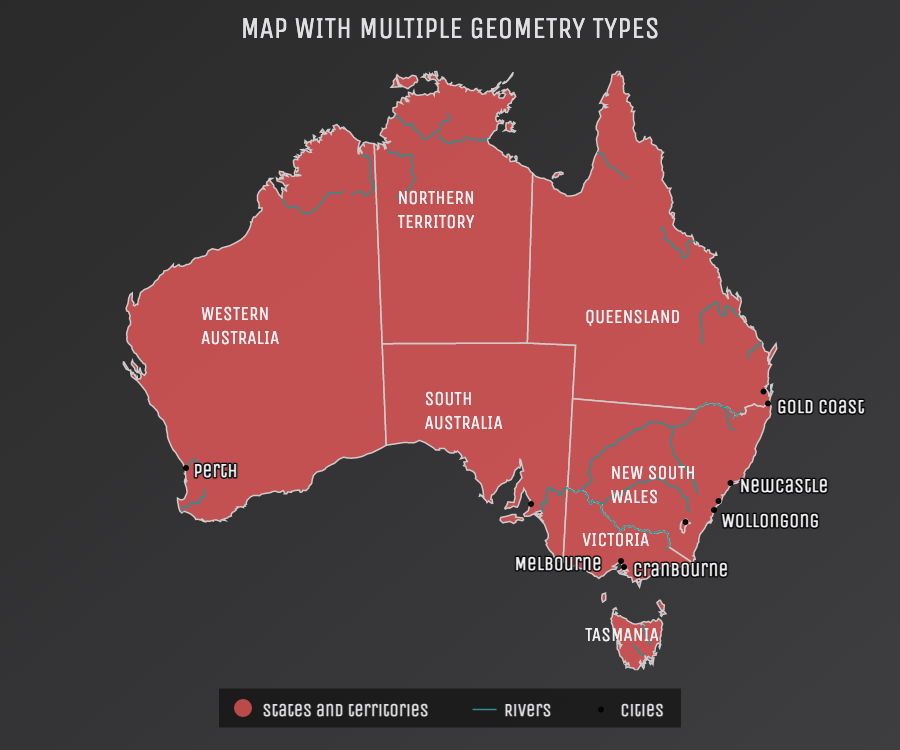 MAP WITH MULTIPLE GEOMETRY TYPES
NORTHERN
TERRITORY
WESTERN
AUSTRALIA
QUEENSLAND
SOUTH
AUSTRALIA
Gold Coast
Perth
NEW SOUTH
WALES
Newcastle
Wollongong
VICTORIA
Melbourne
Cranbourne
TASMANIA
States and territories
Rivers
Cities